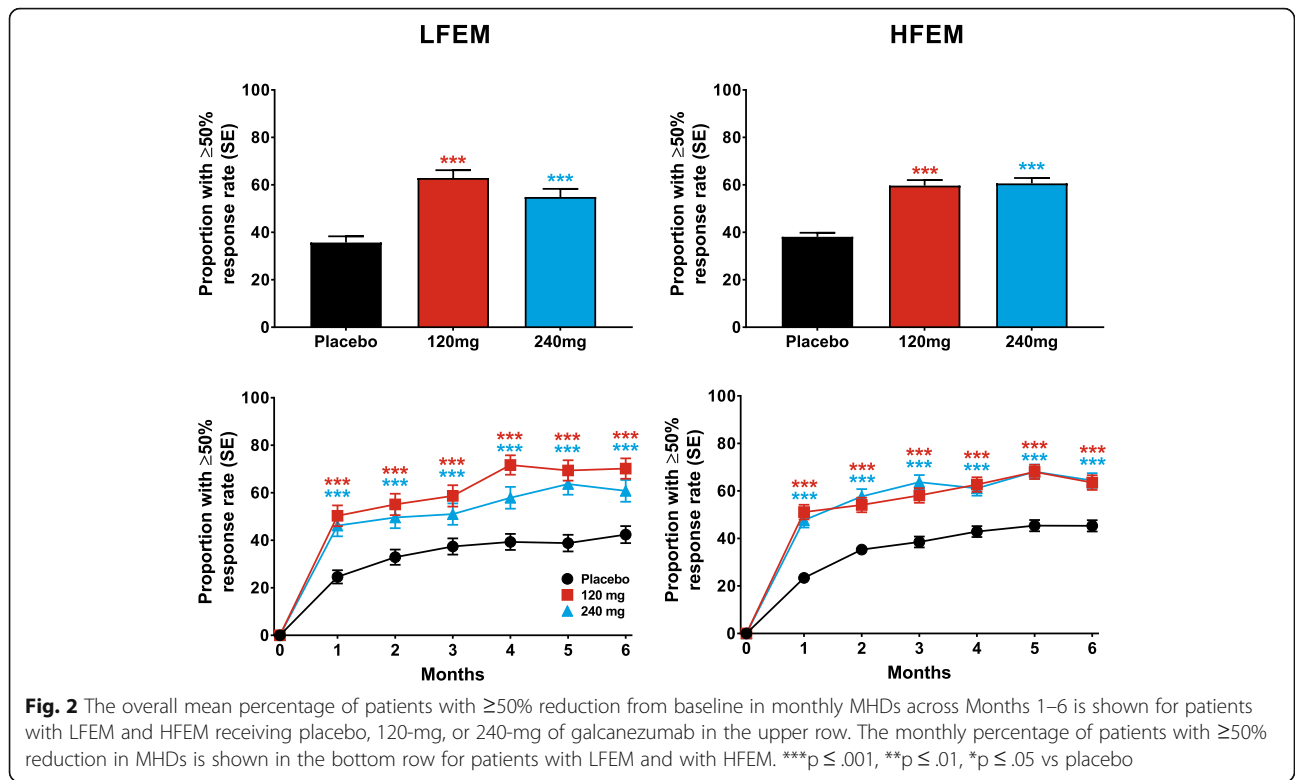 LFEM
HFEM
Proportion with ≥50%
response rate (SE)
100
80
60
40
20
0
***
***
Placebo
120mg
240mg
Proportion with ≥50%
response rate (SE)
100
80
60
40
20
0
***
***
Placebo
120mg
240mg
Proportion with ≥50%
response rate (SE)
100
80
60
40
20
0
***
***
***
***
***
***
***
***
***
***
***
***
Placebo
120 mg
240 mg
0 1 2 3 4 5 6
Months
Proportion with ≥50%
response rate (SE)
100
80
60
40
20
0
***
***
***
***
***
***
***
***
***
***
***
***
0 1 2 3 4 5 6
Months
Fig. 2 The overall mean percentage of patients with ≥50% reduction from baseline in monthly MHDs across Months 1–6 is shown for patients
with LFEM and HFEM receiving placebo, 120-mg, or 240-mg of galcanezumab in the upper row. The monthly percentage of patients with ≥50%
reduction in MHDs is shown in the bottom row for patients with LFEM and with HFEM. ***p ≤ .001, **p ≤ .01, *p ≤ .05 vs placebo